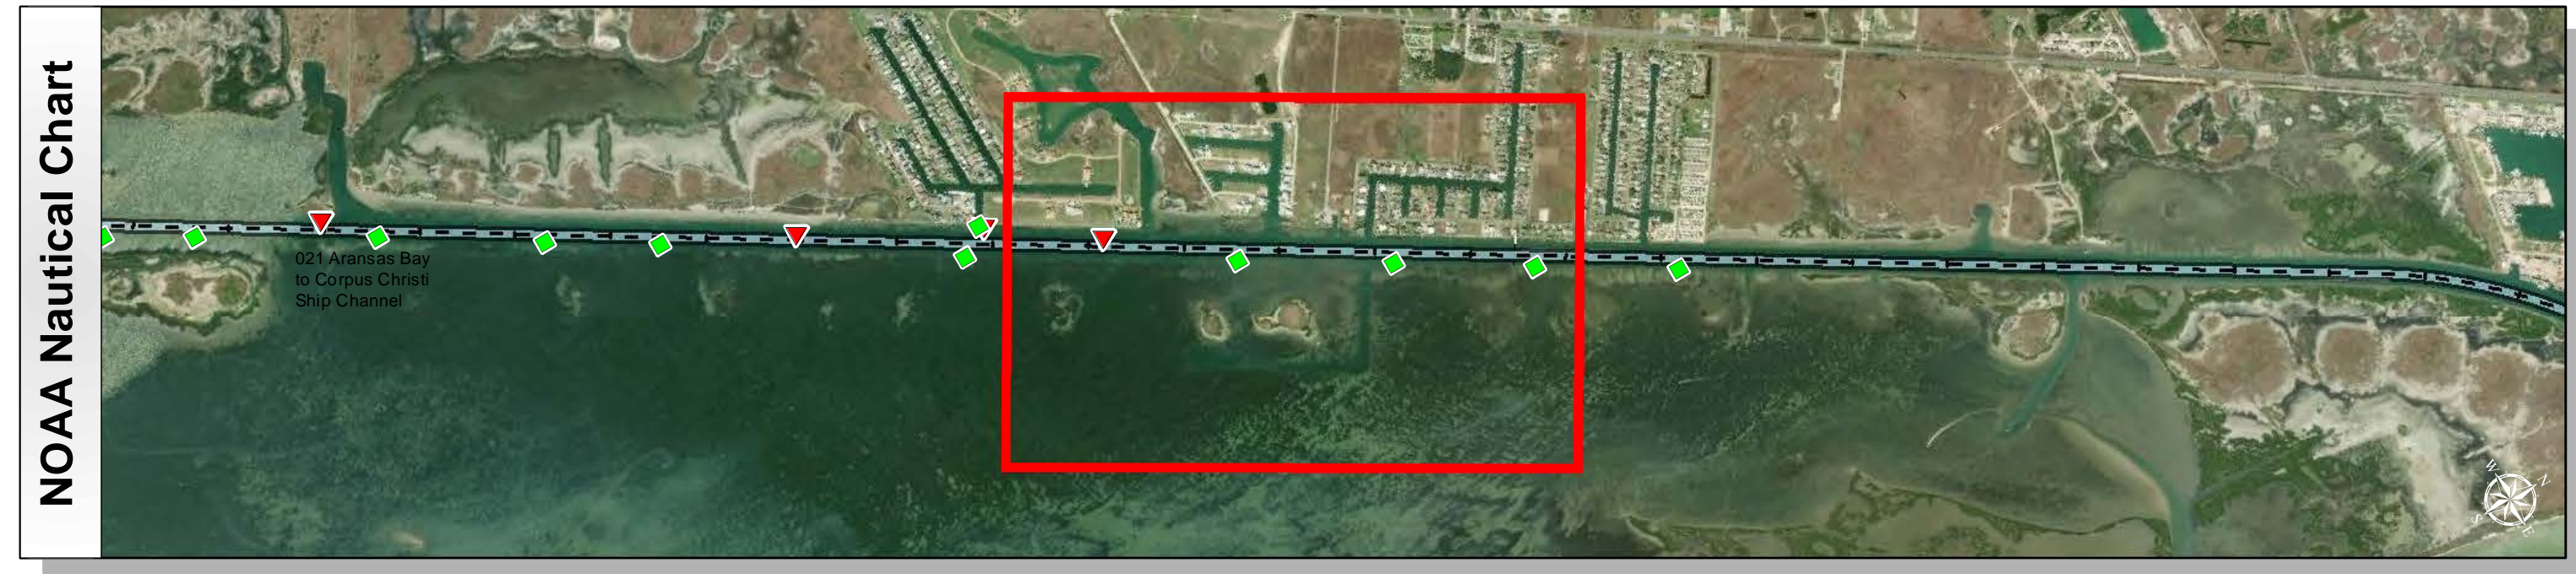 NOAA Nautical Chart
021 Aransas Bay
to Corpus Christi
Ship Channel
W
N
S
E